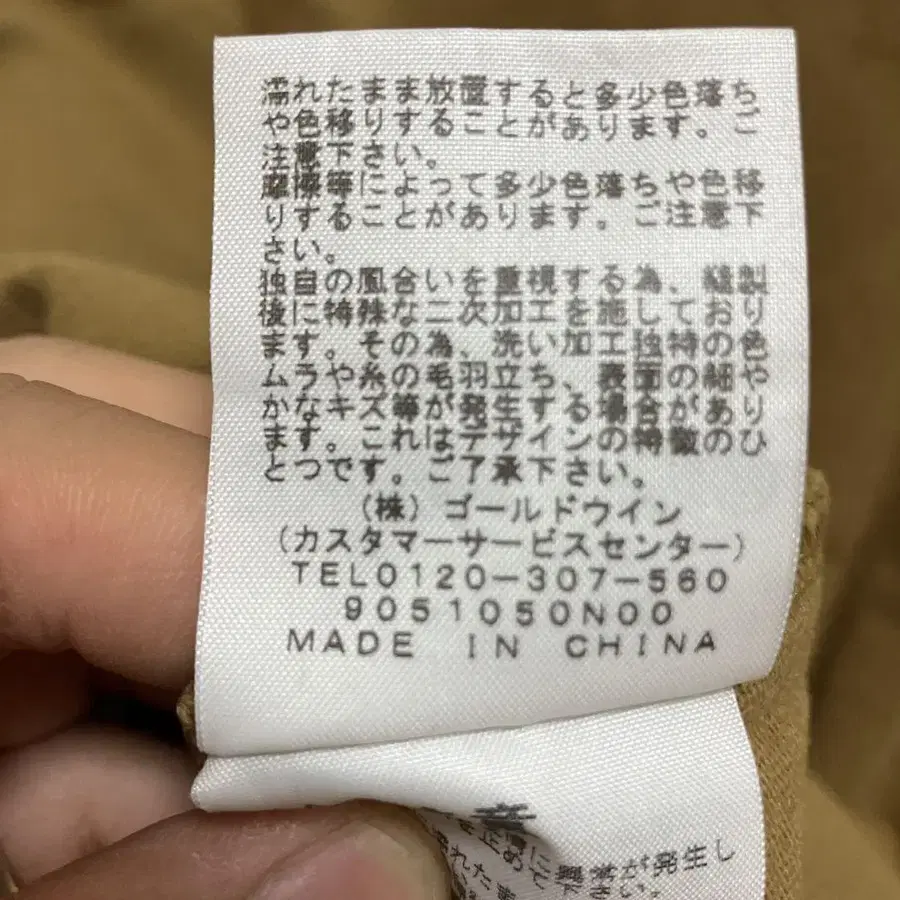 濡れたまま放置すると多少色落ち
や色移りすることがあります。ご
注意下さい。
摩擦等によって多少色落ちや色移
りすることがあります。ご注意下
さい。
独自の風合いを重視する為、縫製
後に特殊な二次加工を施しており
ます。その為、洗い加工独特の色
ムラや糸の毛羽立ち、表面の細や
かなキズ等が発生する場合があり
ます。これはデザインの特徴のひ
とつです。ご了承下さい。
(株)ゴールドウイン
(カスタマーサービスセンター)
TEL0120-307-560
9051050N00
MADE IN CHINA
が発生し